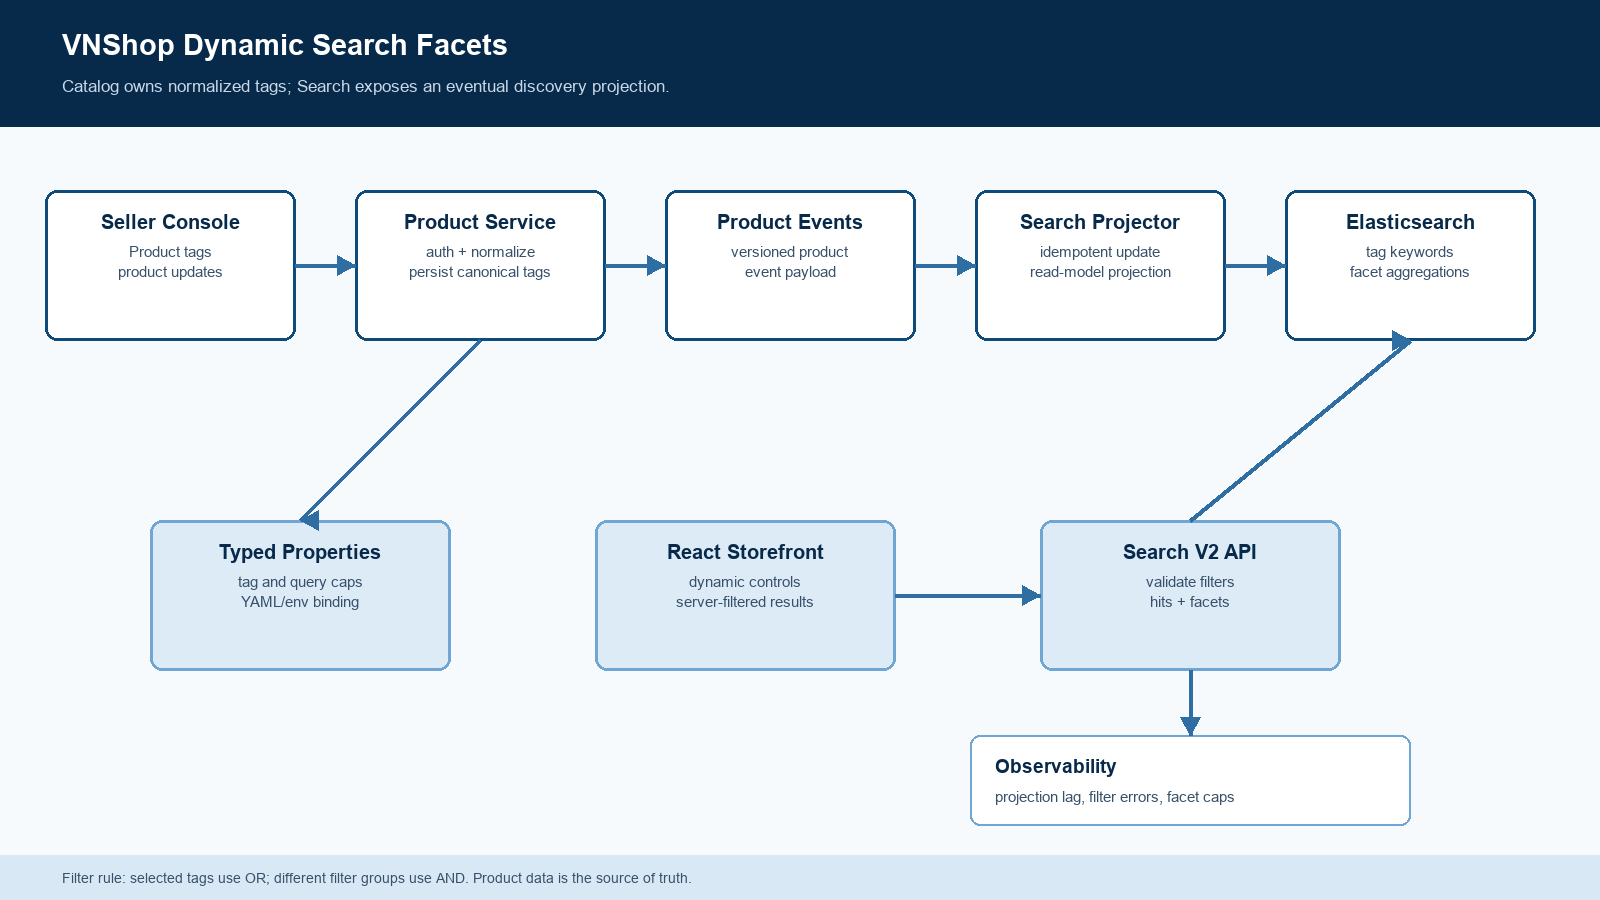 VNShop Dynamic Search Facets
Catalog owns normalized tags; Search exposes an eventual discovery projection.
Seller Console
Product tags
product updates
Product Service
auth + normalize
persist canonical tags
Product Events
versioned product
event payload
Search Projector
idempotent update
read-model projection
Elasticsearch
tag keywords
facet aggregations
Typed Properties
tag and query caps
YAML/env binding
React Storefront
dynamic controls
server-filtered results
Search V2 API
validate filters
hits + facets
Observability
projection lag, filter errors, facet caps
Filter rule: selected tags use OR; different filter groups use AND. Product data is the source of truth.